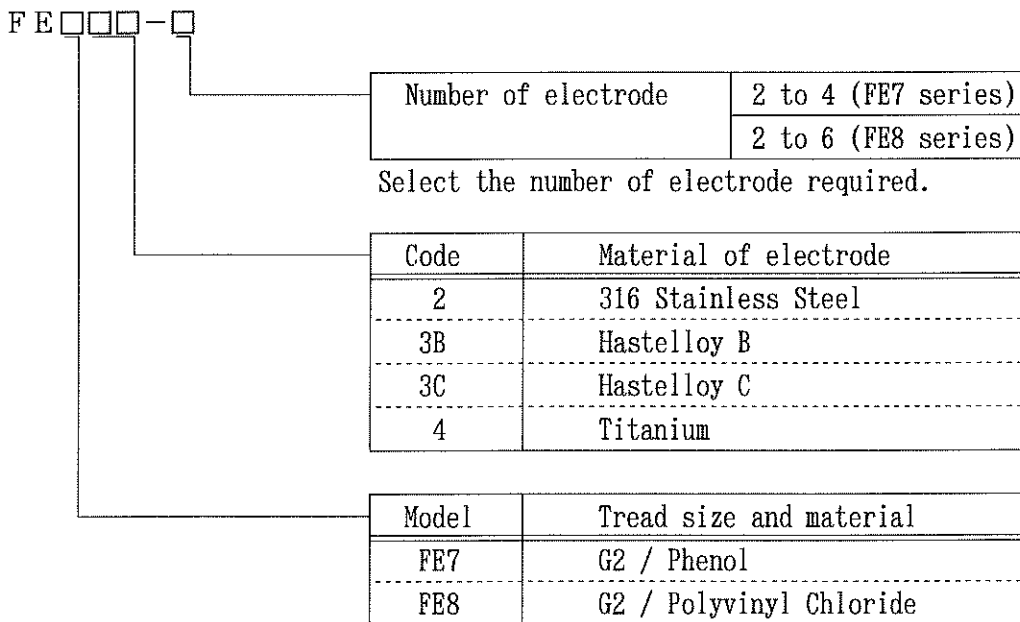 FE□□□-□
Number of electrode 2 to 4 (FE7 series)
2 to 6 (FE8 series)
Select the number of electrode required.
Code Material of electrode
2 316 Stainless Steel
3B Hastelloy B
3C Hastelloy C
4 Titanium
Model Tread size and material
FE7 G2 / Phenol
FE8 G2 / Polyvinyl Chloride